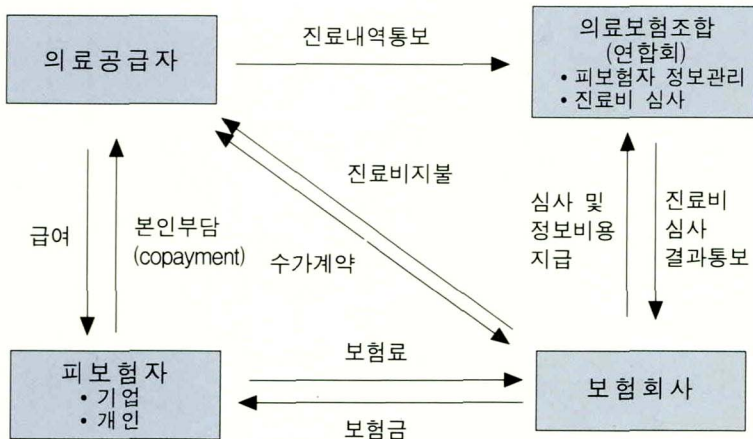 의료공급자
진료내역통보
의료보험조합
(연합회)
• 피보험자 정보관리
• 진료비 심사
급여
본인부담
(copayment)
진료비지불
수가계약
심사 및
정보비용
지급
진료비
심사
결과통보
피보험자
• 기업
• 개인
보험료
보험금
보험회사